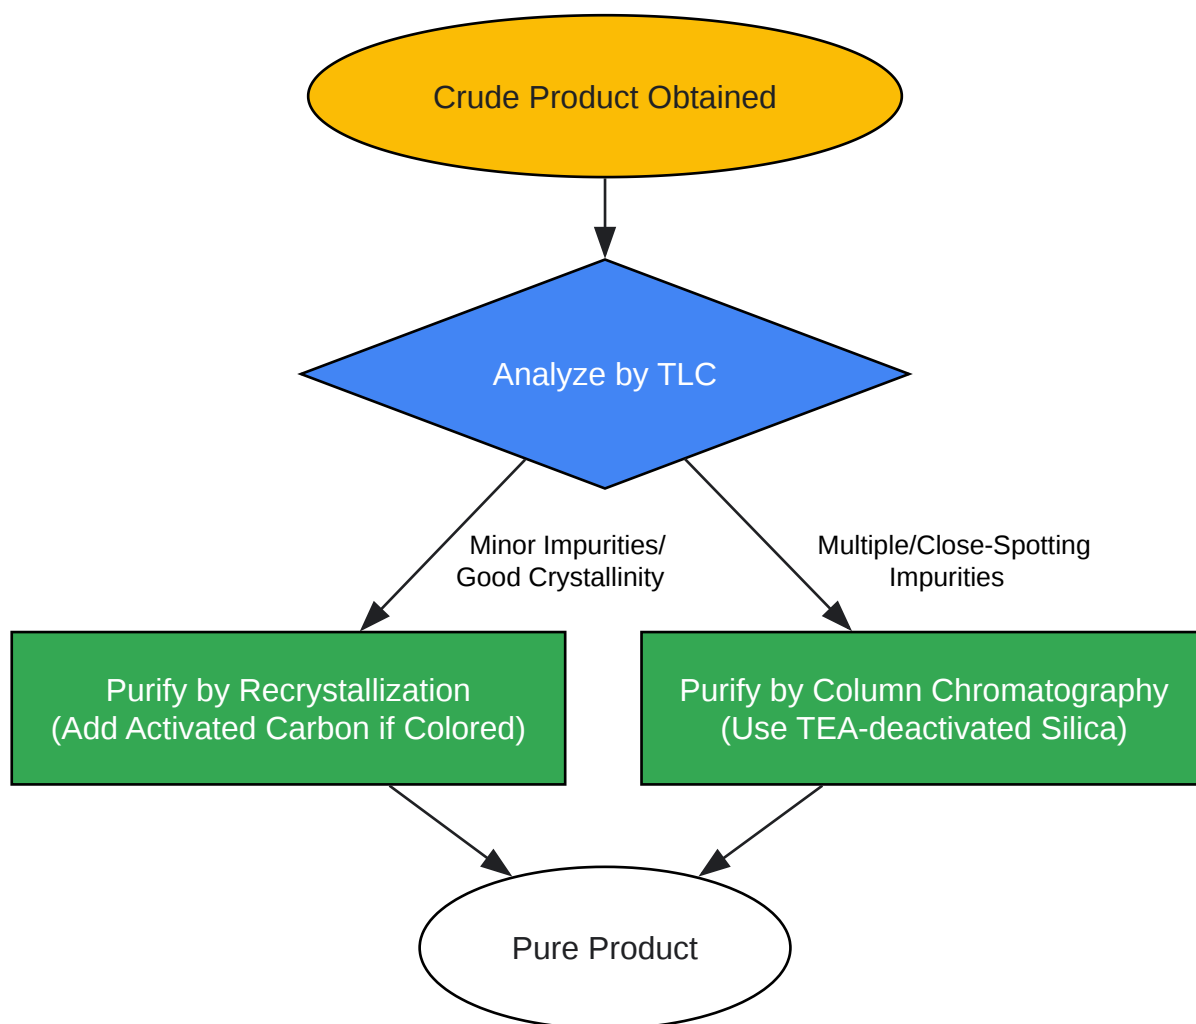 Crude Product Obtained
Analyze by TLC
Minor Impurities/
Good Crystallinity
Multiple/Close-Spotting
Impurities
Purify by Recrystallization
(Add Activated Carbon if Colored)
Purify by Column Chromatography
(Use TEA-deactivated Silica)
Pure Product